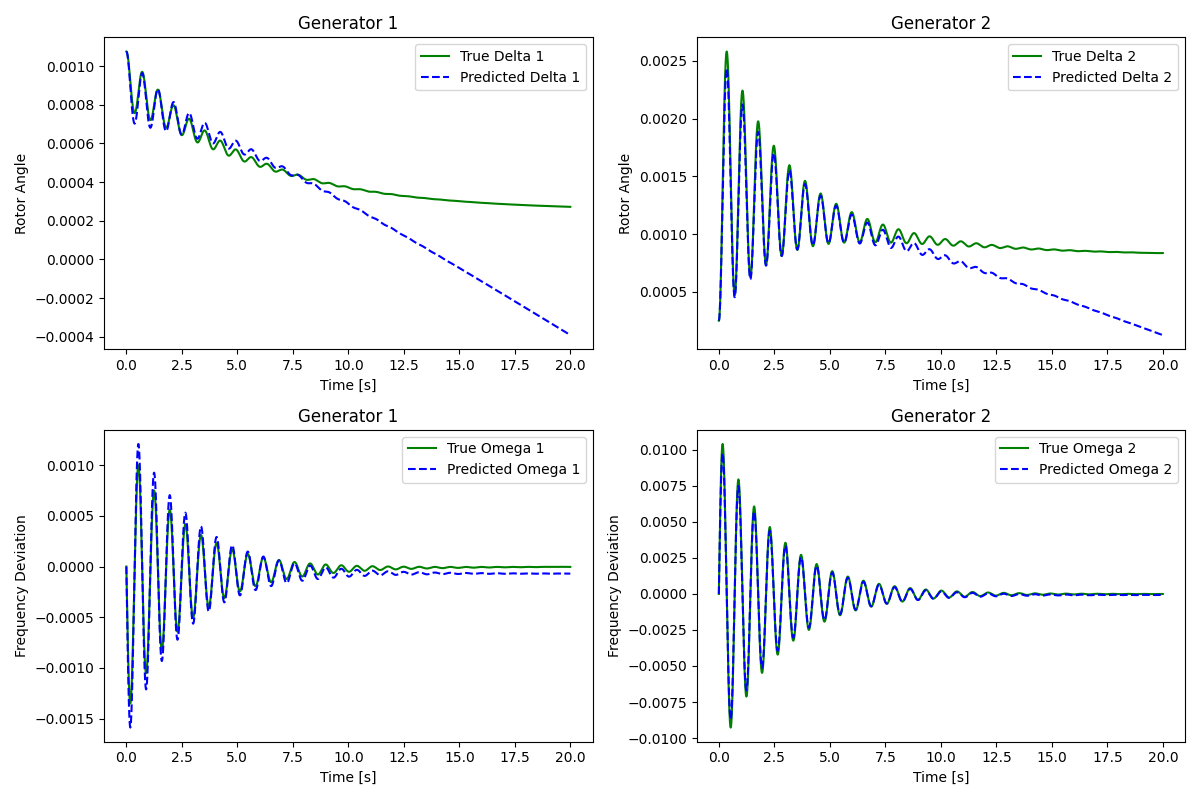 Generator 1
True Delta 1
Predicted Delta 1
Rotor Angle
0.0010
0.0008
0.0006
0.0004
0.0002
0.0000
−0.0002
−0.0004
0.0 2.5 5.0 7.5 10.0 12.5 15.0 17.5 20.0
Time [s]
Generator 2
True Delta 2
Predicted Delta 2
Rotor Angle
0.0025
0.0020
0.0015
0.0010
0.0005
0.0 2.5 5.0 7.5 10.0 12.5 15.0 17.5 20.0
Time [s]
Generator 1
True Omega 1
Predicted Omega 1
Frequency Deviation
0.0010
0.0005
0.0000
−0.0005
−0.0010
−0.0015
0.0 2.5 5.0 7.5 10.0 12.5 15.0 17.5 20.0
Time [s]
Generator 2
True Omega 2
Predicted Omega 2
Frequency Deviation
0.0100
0.0075
0.0050
0.0025
0.0000
−0.0025
−0.0050
−0.0075
−0.0100
0.0 2.5 5.0 7.5 10.0 12.5 15.0 17.5 20.0
Time [s]